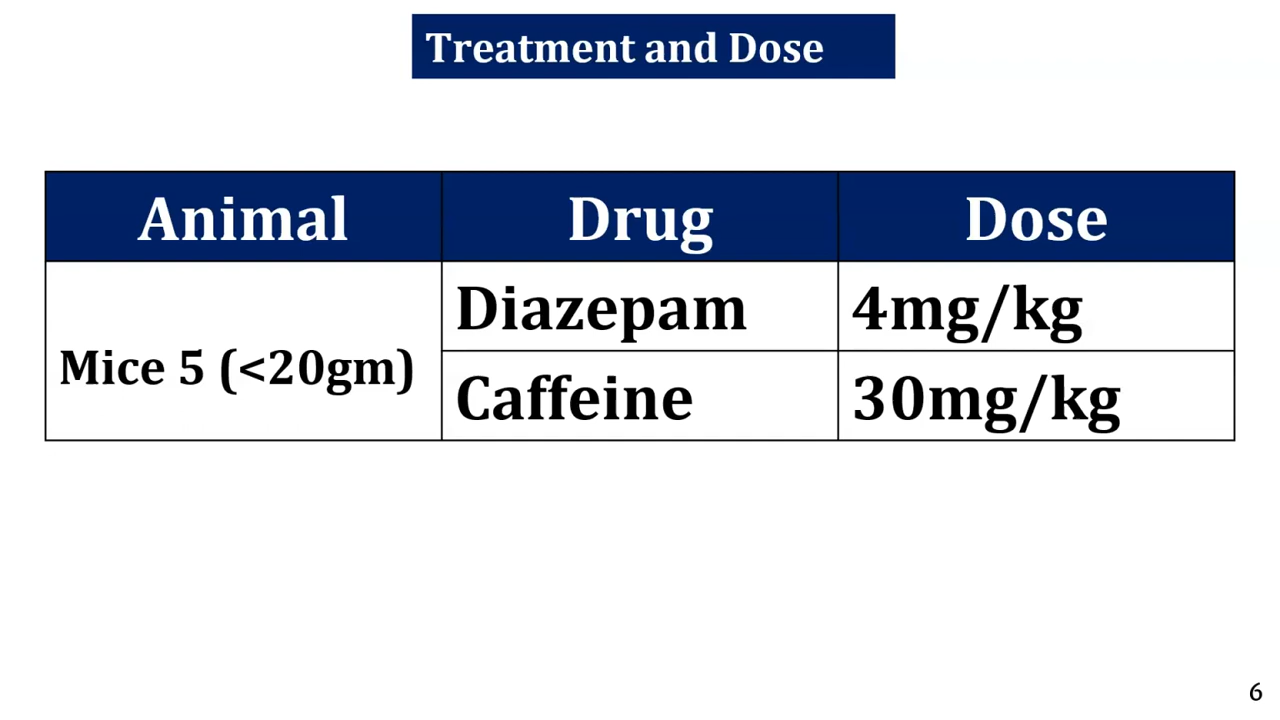 Treatment and Dose
Animal Drug Dose
Mice 5 (<20gm)
Diazepam 4mg/kg
Caffeine 30mg/kg
6